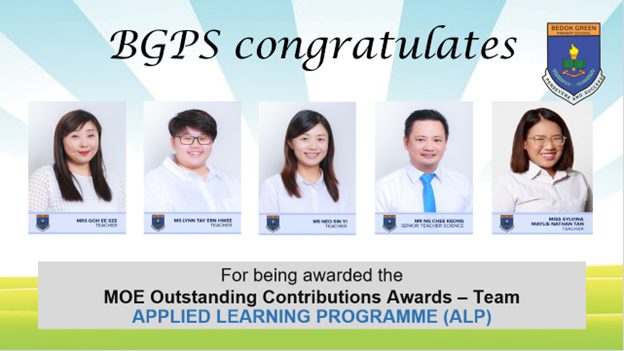 BGPS congratulates
BEDOK GREEN
PRIMARY SCHOOL
PERSEVERE AND SUCCEED
MRS GOH EE SZE
TEACHER
MS LYNN TAY ERN HWEE
TEACHER
MS NEO SIN YI
TEACHER
MR NG CHEE KEONG
SENIOR TEACHER SCIENCE
MISS SYLVINA
MAYLIE NATHAN TAN
TEACHER
For being awarded the
MOE Outstanding Contributions Awards – Team
APPLIED LEARNING PROGRAMME (ALP)